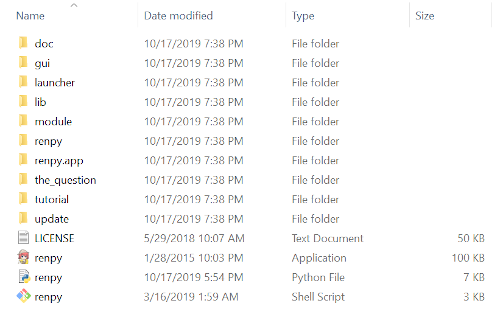 Name Date modified Type Size
doc 10/17/2019 7:38 PM File folder
gui 10/17/2019 7:38 PM File folder
launcher 10/17/2019 7:38 PM File folder
lib 10/17/2019 7:38 PM File folder
module 10/17/2019 7:38 PM File folder
renpy 10/17/2019 7:38 PM File folder
renpy.app 10/17/2019 7:38 PM File folder
the_question 10/17/2019 7:38 PM File folder
tutorial 10/17/2019 7:38 PM File folder
update 10/17/2019 7:38 PM File folder
LICENSE 5/29/2018 10:07 AM Text Document 50 KB
renpy 1/28/2015 10:03 PM Application 100 KB
renpy 10/17/2019 5:54 PM Python File 7 KB
renpy 3/16/2019 1:59 AM Shell Script 3 KB